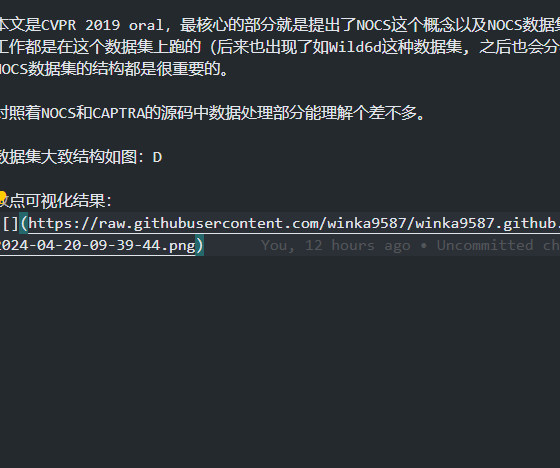 本文是CVPR 2019 oral，最核心的部分就是提出了NOCS这个概念以及NOCS数据集
工作都是在这个数据集上跑的（后来也出现了如Wild6d这种数据集，之后也会分
NOCS数据集的结构都是很重要的。
对照着NOCS和CAPTRA的源码中数据处理部分能理解个差不多。
数据集大致结构如图：D
点可视化结果：
[](https://raw.githubusercontent.com/winka9587/winka9587.github.
2024-04-20-09-39-44.png) You, 12 hours ago • Uncommitted ch